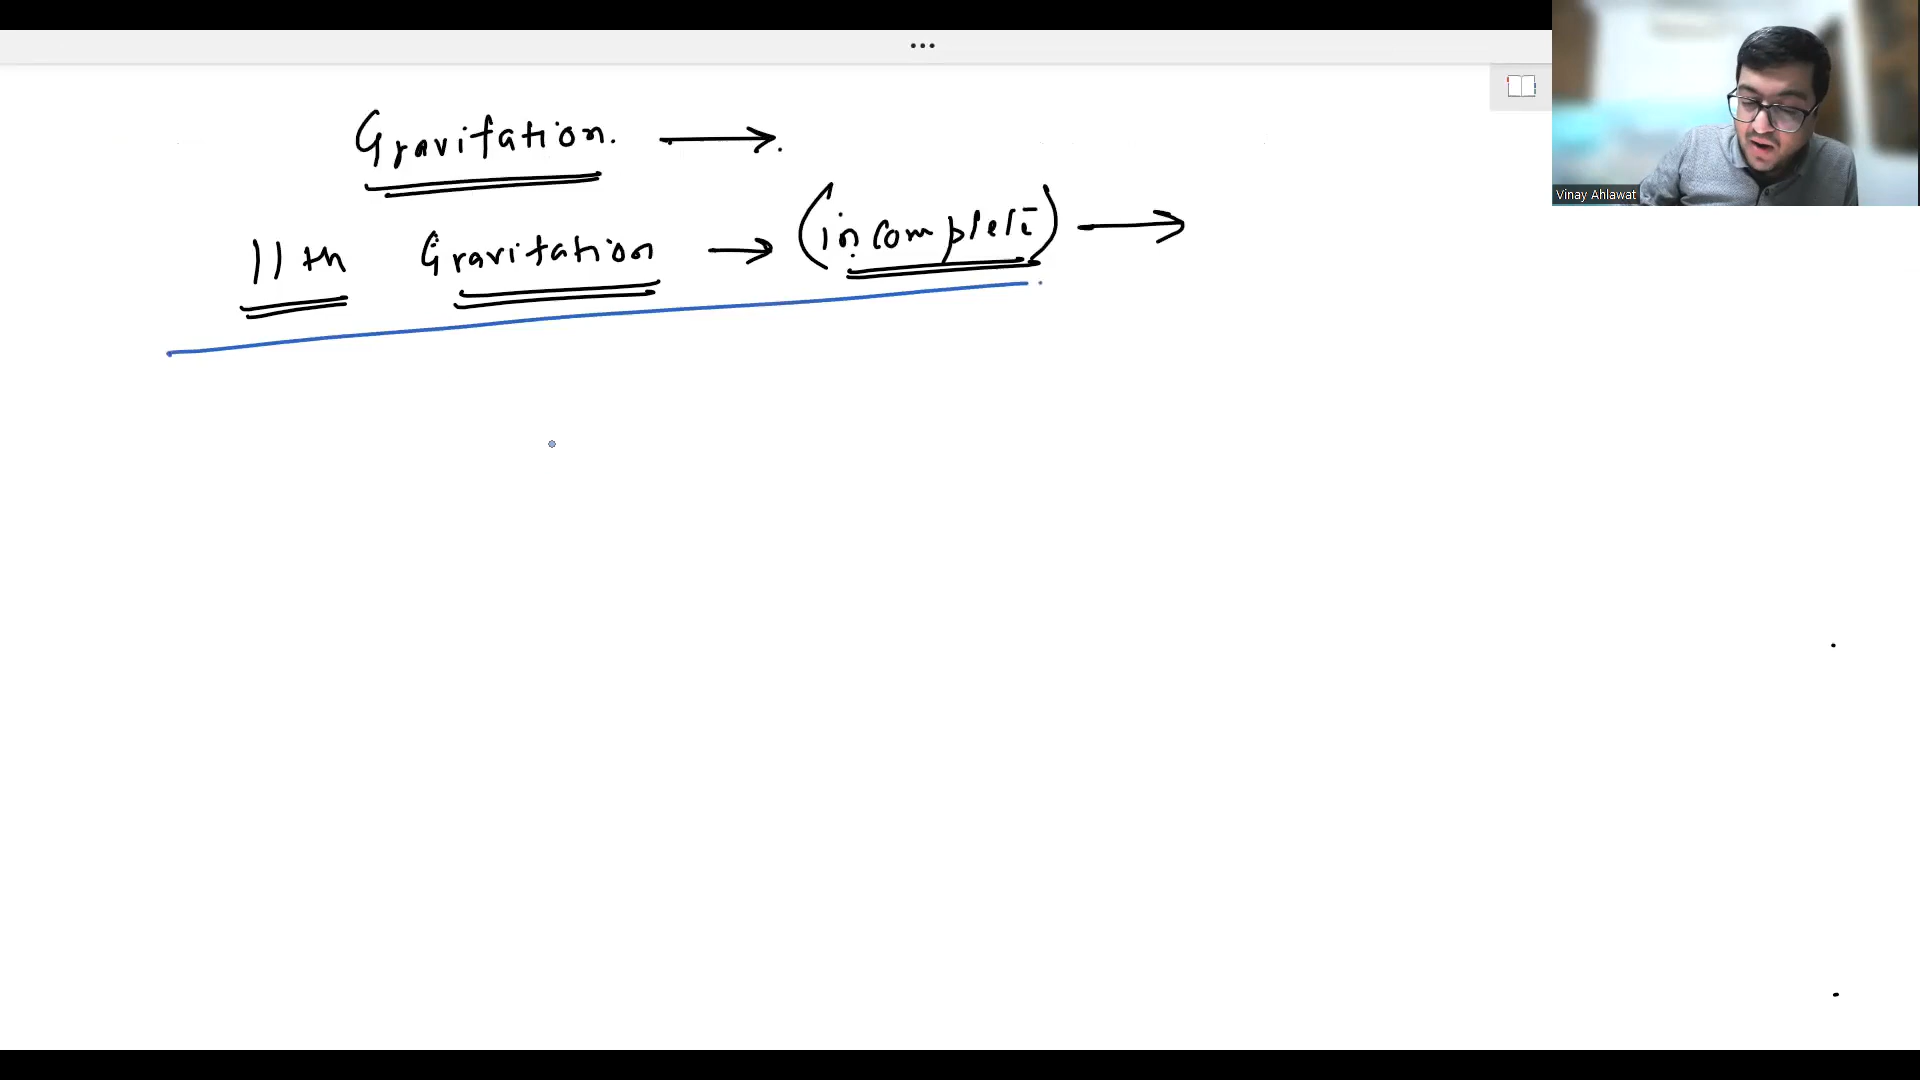 Gravitation. →
11th Gravitation → (incomplete) →
Vinay Ahlawat